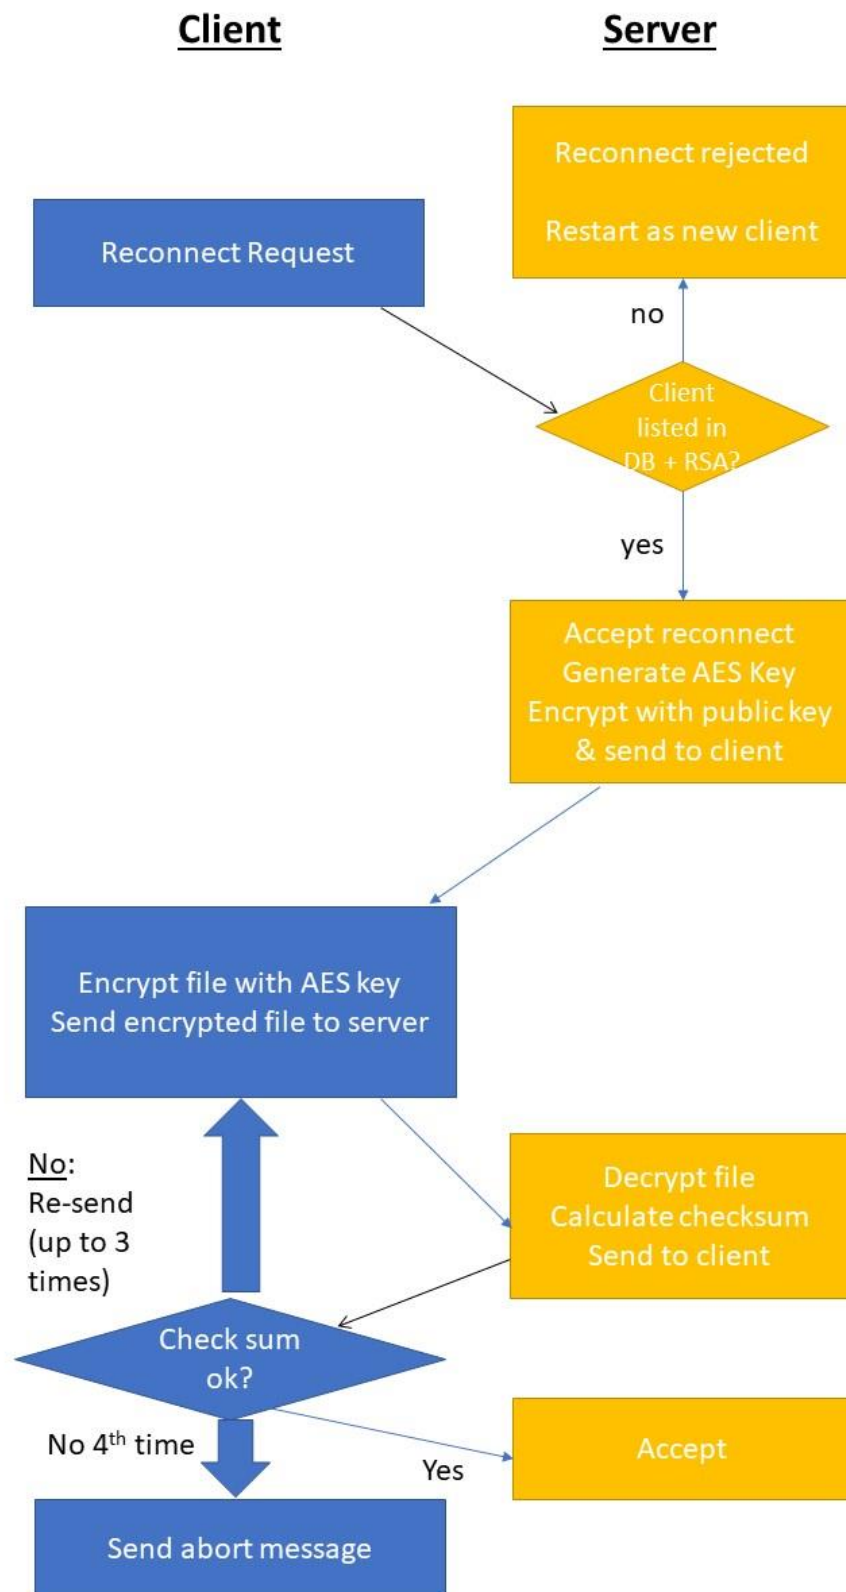 Client
Server
Reconnect rejected
Restart as new client
Reconnect Request
no
Client
listed in
DB + RSA?
yes
Accept reconnect
Generate AES Key
Encrypt with public key
& send to client
Encrypt file with AES key
Send encrypted file to server
No:
Re-send
(up to 3
times)
Decrypt file
Calculate checksum
Send to client
Check sum
ok?
No 4th time
Yes
Accept
Send abort message